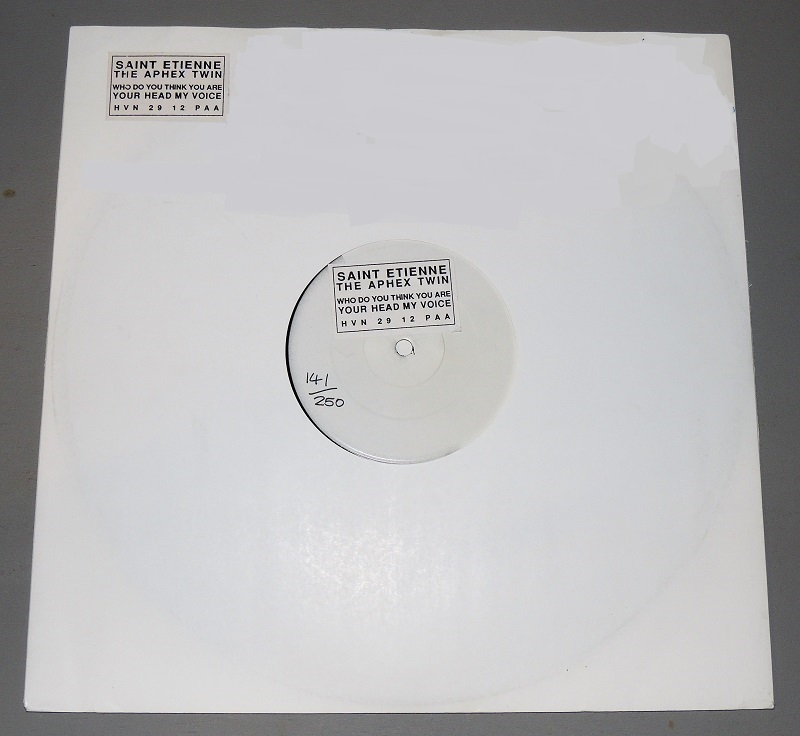 SAINT ETIENNE
THE APHEX TWIN
WHO DO YOU THINK YOU ARE
YOUR HEAD MY VOICE
HVN 29 12 PAA
SAINT ETIENNE
THE APHEX TWIN
WHO DO YOU THINK YOU ARE
YOUR HEAD MY VOICE
HVN 29 12 PAA
141
250